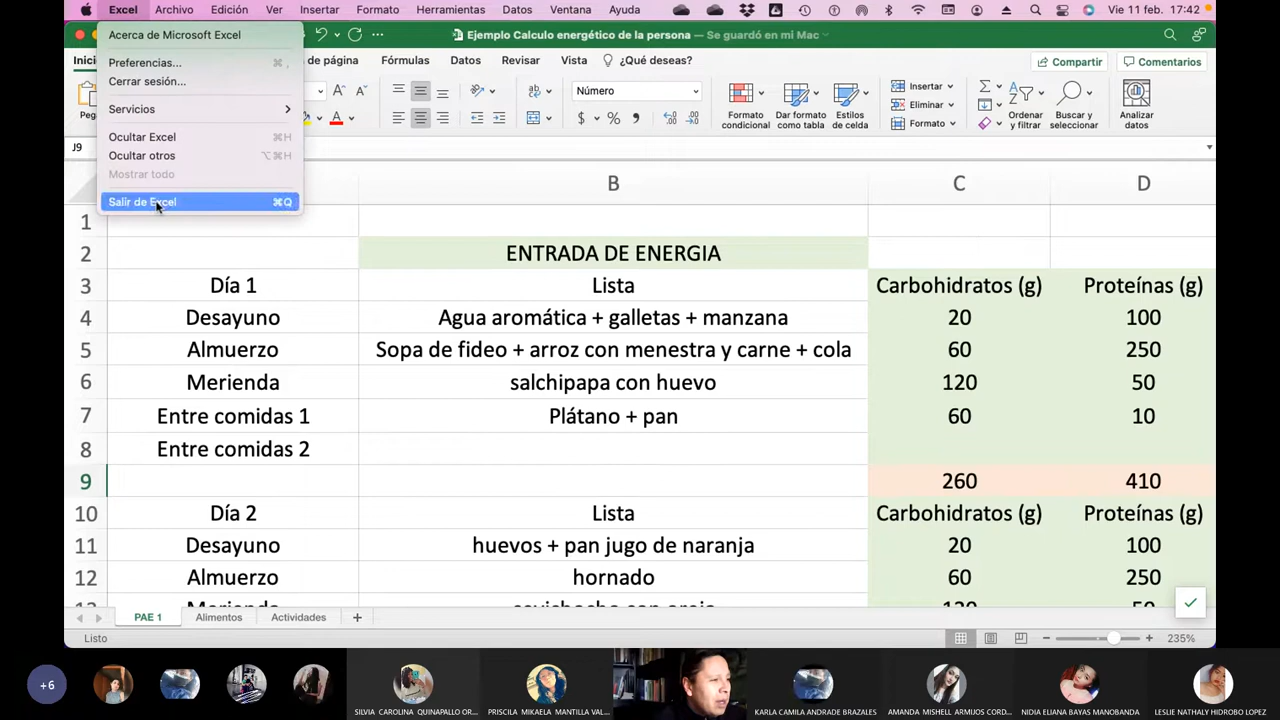 Excel Archivo Edición Ver Insertar Formato Herramientas Datos Ventana Ayuda Vie 11 feb. 17:42
Acerca de Microsoft Excel
Preferencias... ⌘ ,
Cerrar sesión...
Servicios
Ocultar Excel ⌘H
Ocultar otros ⌥⌘H
Mostrar todo
Salir de Excel ⌘Q
Ejemplo Calculo energético de la persona — Se guardó en mi Mac
Inici de página Fórmulas Datos Revisar Vista ¿Qué deseas? Compartir Comentarios
Peg
A A
A
Número
$ % ,
Formato condicional
Dar formato como tabla
Estilos de celda
Insertar
Eliminar
Formato
Ordenar y filtrar
Buscar y seleccionar
Analizar datos
J9
B C D
1
2 ENTRADA DE ENERGIA
3 Día 1 Lista Carbohidratos (g) Proteínas (g)
4 Desayuno Agua aromática + galletas + manzana 20 100
5 Almuerzo Sopa de fideo + arroz con menestra y carne + cola 60 250
6 Merienda salchipapa con huevo 120 50
7 Entre comidas 1 Plátano + pan 60 10
8 Entre comidas 2
9 260 410
10 Día 2 Lista Carbohidratos (g) Proteínas (g)
11 Desayuno huevos + pan jugo de naranja 20 100
12 Almuerzo hornado 60 250
13 Merienda 120 50
PAE 1 Alimentos Actividades +
Listo 235%
+6
SILVIA CAROLINA QUINAPALLO OR...
PRISCILA MIKAELA MANTILLA VAL...
KARLA CAMILA ANDRADE BRAZALES
AMANDA MISHELL ARMIJOS CORD...
NIDIA ELIANA BAYAS MANOBANDA
LESLIE NATHALY HIDROBO LOPEZ